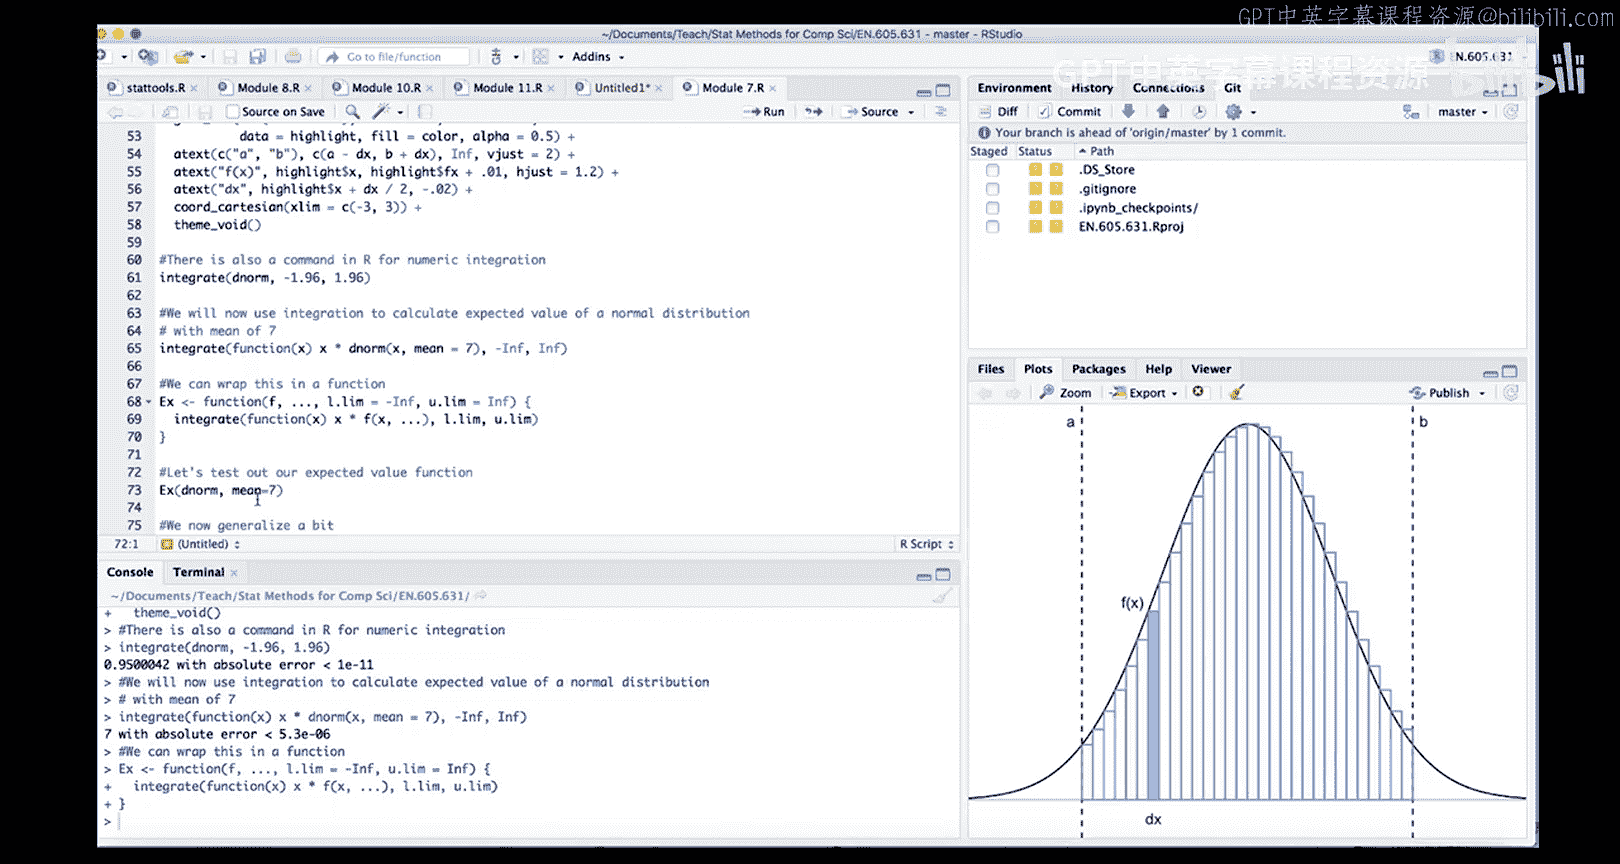 GPT中英字幕课程资源@bilibili.com
~/Documents/Teach/Stat Methods for Comp Sci/EN.605.631 - master - RStudio
Go to file/function
Addins
EN.605.631
GPT中英字幕课程资源
stattools.R
Module 8.R
Module 10.R
Module 11.R
Untitled1*
Module 7.R
Source on Save
Run
Source
53 data = highlight, fill = color, alpha = 0.5) +
54 atext(c("a", "b"), c(a - dx, b + dx), Inf, vjust = 2) +
55 atext("f(x)", highlight$x, highlight$fx + .01, hjust = 1.2) +
56 atext("dx", highlight$x + dx / 2, -.02) +
57 coord_cartesian(xlim = c(-3, 3)) +
58 theme_void()
59
60 #There is also a command in R for numeric integration
61 integrate(dnorm, -1.96, 1.96)
62
63 #We will now use integration to calculate expected value of a normal distribution
64 # with mean of 7
65 integrate(function(x) x * dnorm(x, mean = 7), -Inf, Inf)
66
67 #We can wrap this in a function
68 Ex <- function(f, ..., l.lim = -Inf, u.lim = Inf) {
69 integrate(function(x) x * f(x, ...), l.lim, u.lim)
70 }
71
72 #Let's test out our expected value function
73 Ex(dnorm, mean=7)
74
75 #We now generalize a bit
72:1 (Untitled) R Script
Console Terminal
~/Documents/Teach/Stat Methods for Comp Sci/EN.605.631/
+ theme_void()
> #There is also a command in R for numeric integration
> integrate(dnorm, -1.96, 1.96)
0.9500042 with absolute error < 1e-11
> #We will now use integration to calculate expected value of a normal distribution
> # with mean of 7
> integrate(function(x) x * dnorm(x, mean = 7), -Inf, Inf)
7 with absolute error < 5.3e-06
> #We can wrap this in a function
> Ex <- function(f, ..., l.lim = -Inf, u.lim = Inf) {
+ integrate(function(x) x * f(x, ...), l.lim, u.lim)
+ }
>
Environment History Connections Git
Diff Commit master
Your branch is ahead of 'origin/master' by 1 commit.
Staged Status Path
.DS_Store
.gitignore
.ipynb_checkpoints/
EN.605.631.Rproj
Files Plots Packages Help Viewer
Zoom Export Publish
a
b
f(x)
dx